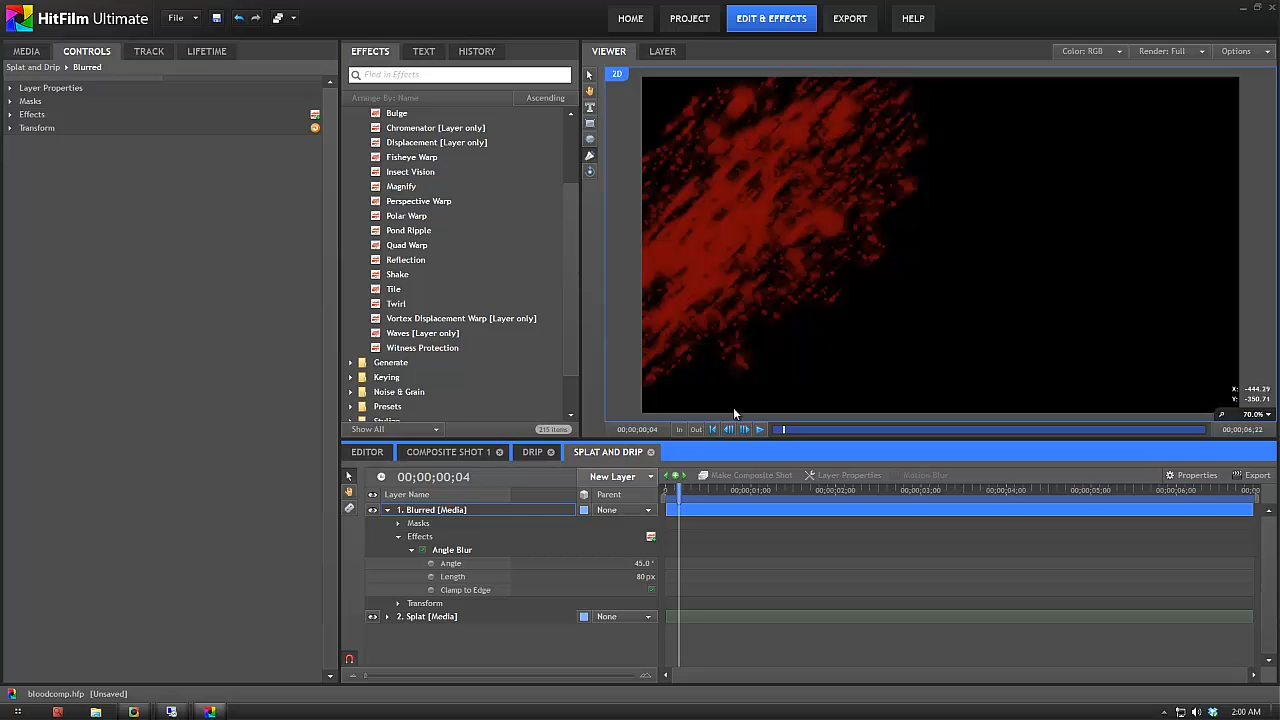 HitFilm Ultimate
File
HOME
PROJECT
EDIT & EFFECTS
EXPORT
HELP
MEDIA
CONTROLS
TRACK
LIFETIME
EFFECTS
TEXT
HISTORY
VIEWER
LAYER
Color: RGB
Render: Full
Options
Splat and Drip ▸ Blurred
Find in Effects
2D
Layer Properties
Arrange By: Name
Ascending
Masks
Effects
Transform
Bulge
Chromenator [Layer only]
Displacement [Layer only]
Fisheye Warp
Insect Vision
Magnify
Perspective Warp
Polar Warp
Pond Ripple
Quad Warp
Reflection
Shake
Tile
Twirl
Vortex Displacement Warp [Layer only]
Waves [Layer only]
Witness Protection
Generate
Keying
Noise & Grain
Presets
X: -444.29
Y: -350.71
70.0%
Show All
215 items
00;00;00;04
In
Out
00;00;06;22
EDITOR
COMPOSITE SHOT 1
DRIP
SPLAT AND DRIP
00;00;00;04
New Layer
Make Composite Shot
Layer Properties
Motion Blur
Properties
Export
Layer Name
Parent
0
00;00;01;00
00;00;02;00
00;00;03;00
00;00;04;00
00;00;05;00
00;00;06;00
1. Blurred [Media]
None
Masks
Effects
Angle Blur
Angle
45.0°
Length
80 px
Clamp to Edge
Transform
2. Splat [Media]
None
bloodcomp.hfp [Unsaved]
2:00 AM